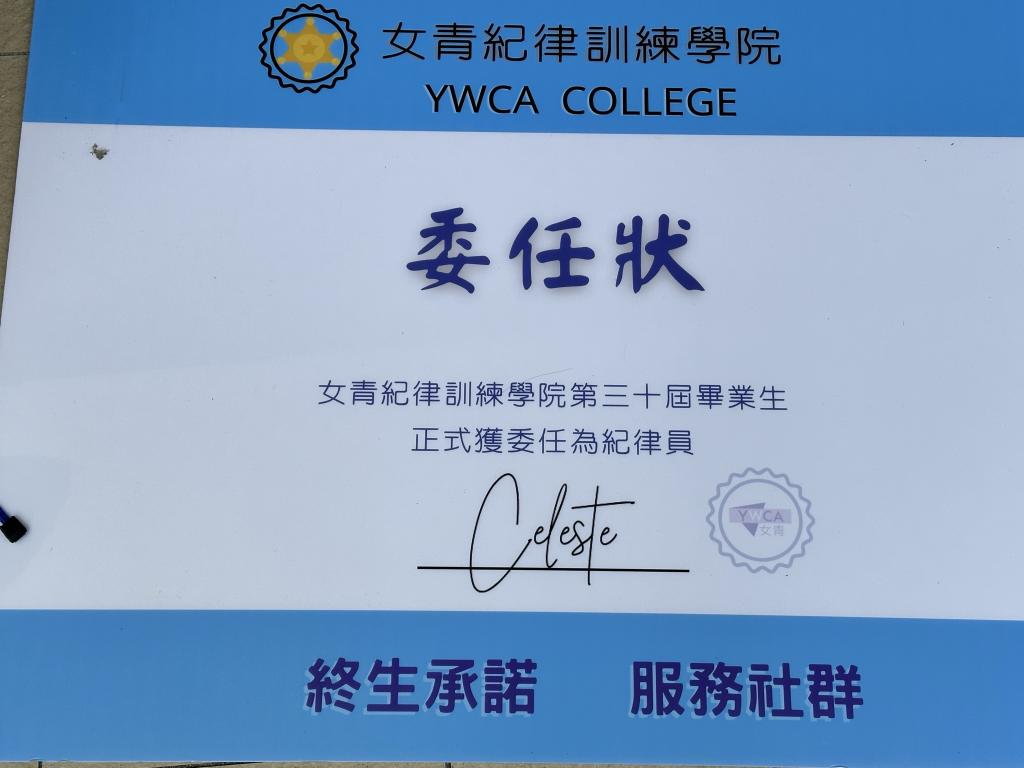 女青紀律訓練學院
YWCA COLLEGE
委任狀
女青紀律訓練學院第三十屆畢業生
正式獲委任為紀律員
Celeste
YWCA
女青
終生承諾 服務社群